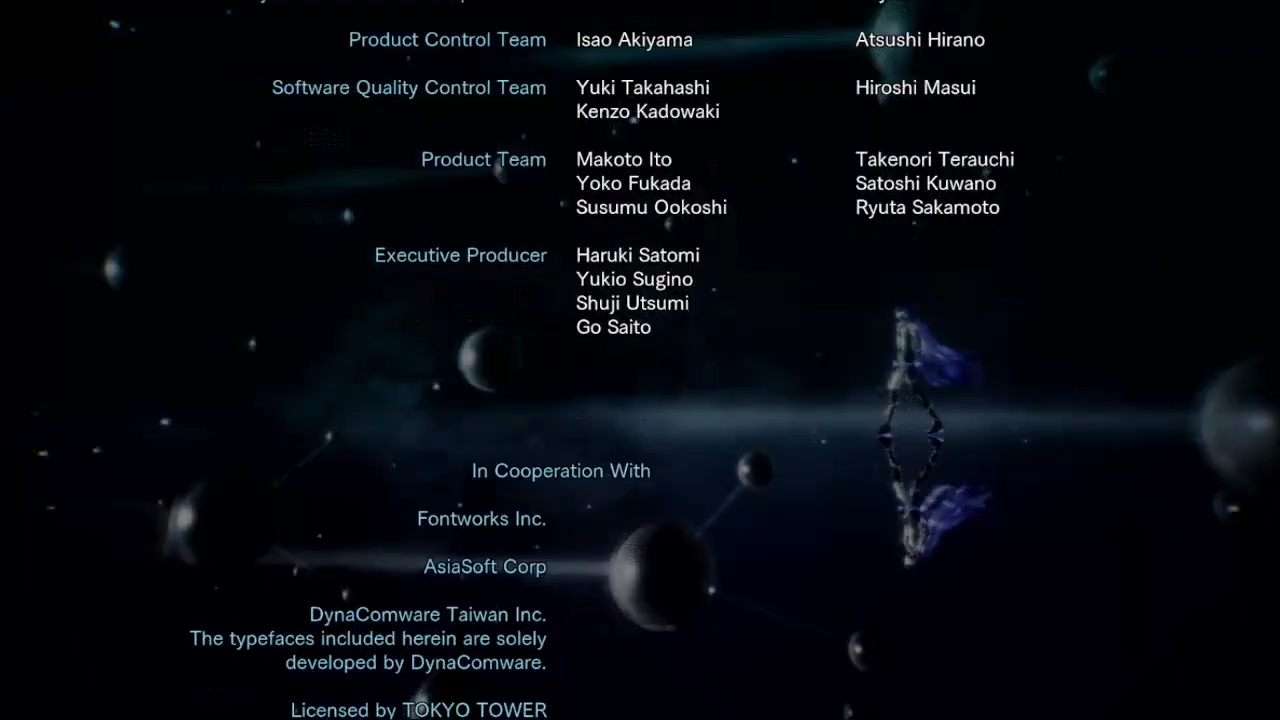 Product Control Team Isao Akiyama Atsushi Hirano
Software Quality Control Team Yuki Takahashi Hiroshi Masui
Kenzo Kadowaki
Product Team Makoto Ito Takenori Terauchi
Yoko Fukada Satoshi Kuwano
Susumu Ookoshi Ryuta Sakamoto
Executive Producer Haruki Satomi
Yukio Sugino
Shuji Utsumi
Go Saito
In Cooperation With
Fontworks Inc.
AsiaSoft Corp
DynaComware Taiwan Inc.
The typefaces included herein are solely
developed by DynaComware.
Licensed by TOKYO TOWER